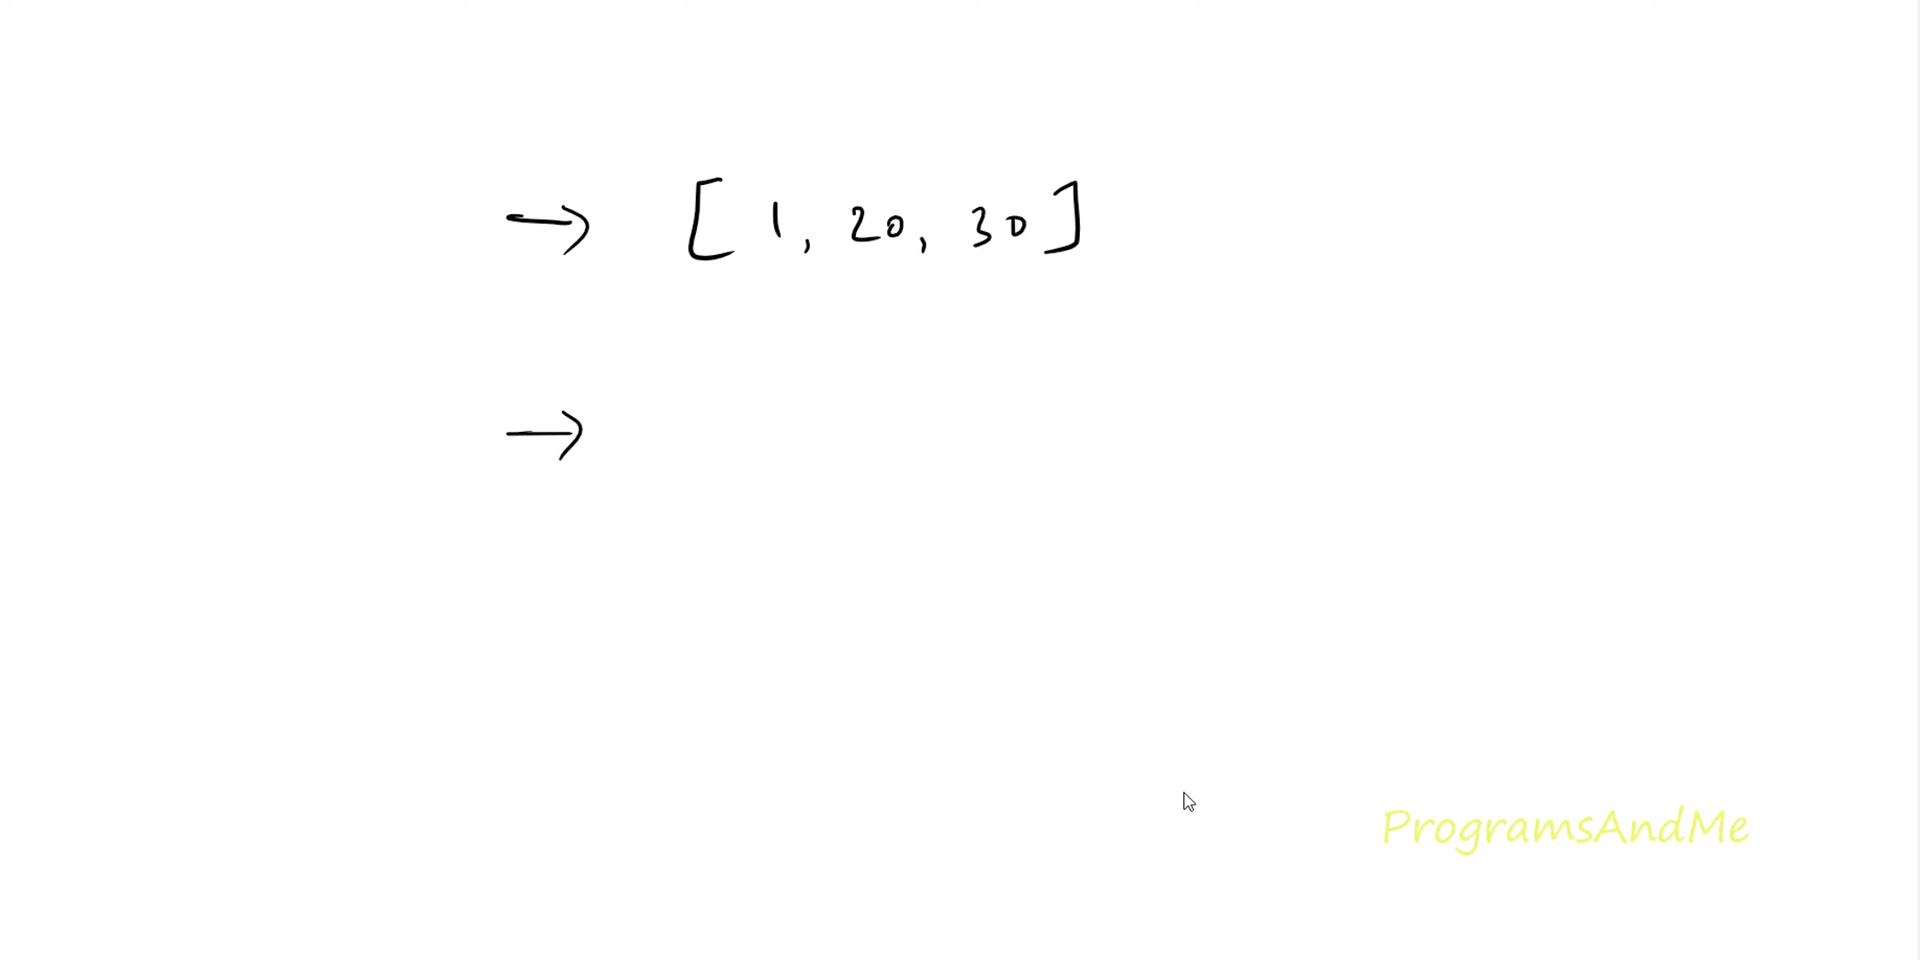 → [ 1, 20, 30 ]
→
ProgramsAndMe